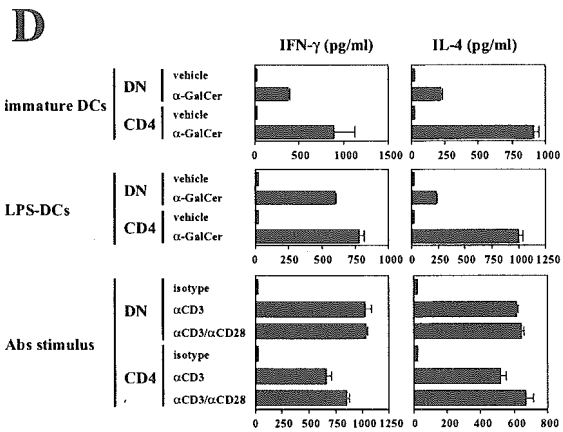 D
IFN-γ (pg/ml) IL-4 (pg/ml)
immature DCs
DN
vehicle
α-GalCer
CD4
vehicle
α-GalCer
0 500 1000 1500
0 250 500 750 1000
LPS-DCs
DN
vehicle
α-GalCer
CD4
vehicle
α-GalCer
0 250 500 750 1000
0 250 500 750 1000
Abs stimulus
DN
isotype
αCD3
αCD3/αCD28
CD4
isotype
αCD3
αCD3/αCD28
0 250 500 750 1000 1250
0 200 400 600 800